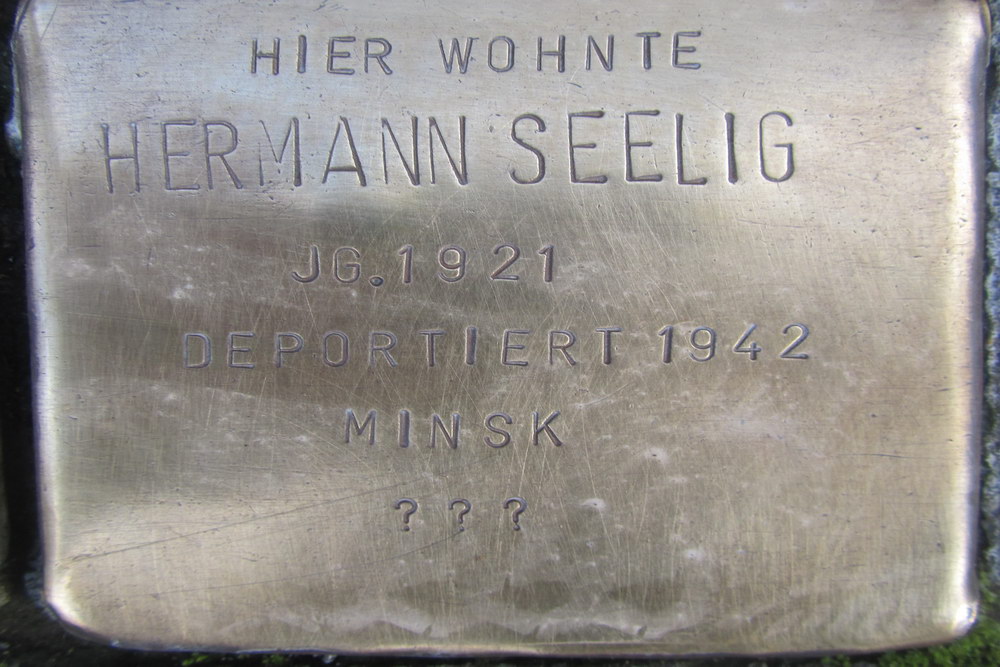 HIER WOHNTE
HERMANN SEELIG
JG.1921
DEPORTIERT 1942
MINSK
???